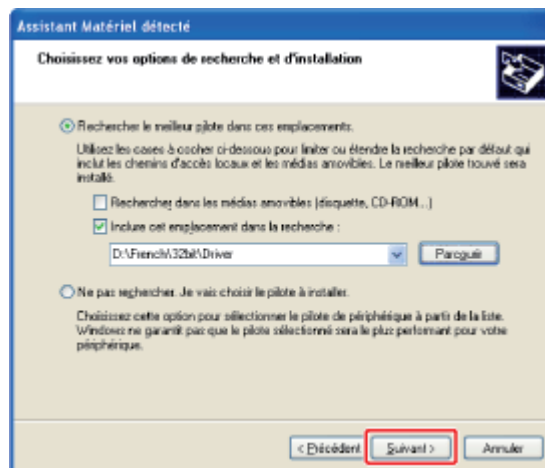 Assistant Matériel détecté
Choisissez vos options de recherche et d'installation
Rechercher le meilleur pilote dans ces emplacements.
Utilisez les cases à cocher ci-dessous pour limiter ou étendre la recherche par défaut qui
inclut les chemins d'accès locaux et les médias amovibles. Le meilleur pilote trouvé sera
installé.
Rechercher dans les médias amovibles (disquette, CD-ROM...)
Inclure cet emplacement dans la recherche :
D:\French\32bit\Driver
Parcourir
Ne pas rechercher. Je vais choisir le pilote à installer.
Choisissez cette option pour sélectionner le pilote de périphérique à partir de la liste.
Windows ne garantit pas que le pilote sélectionné sera le plus performant pour votre
périphérique.
< Précédent
Suivant >
Annuler